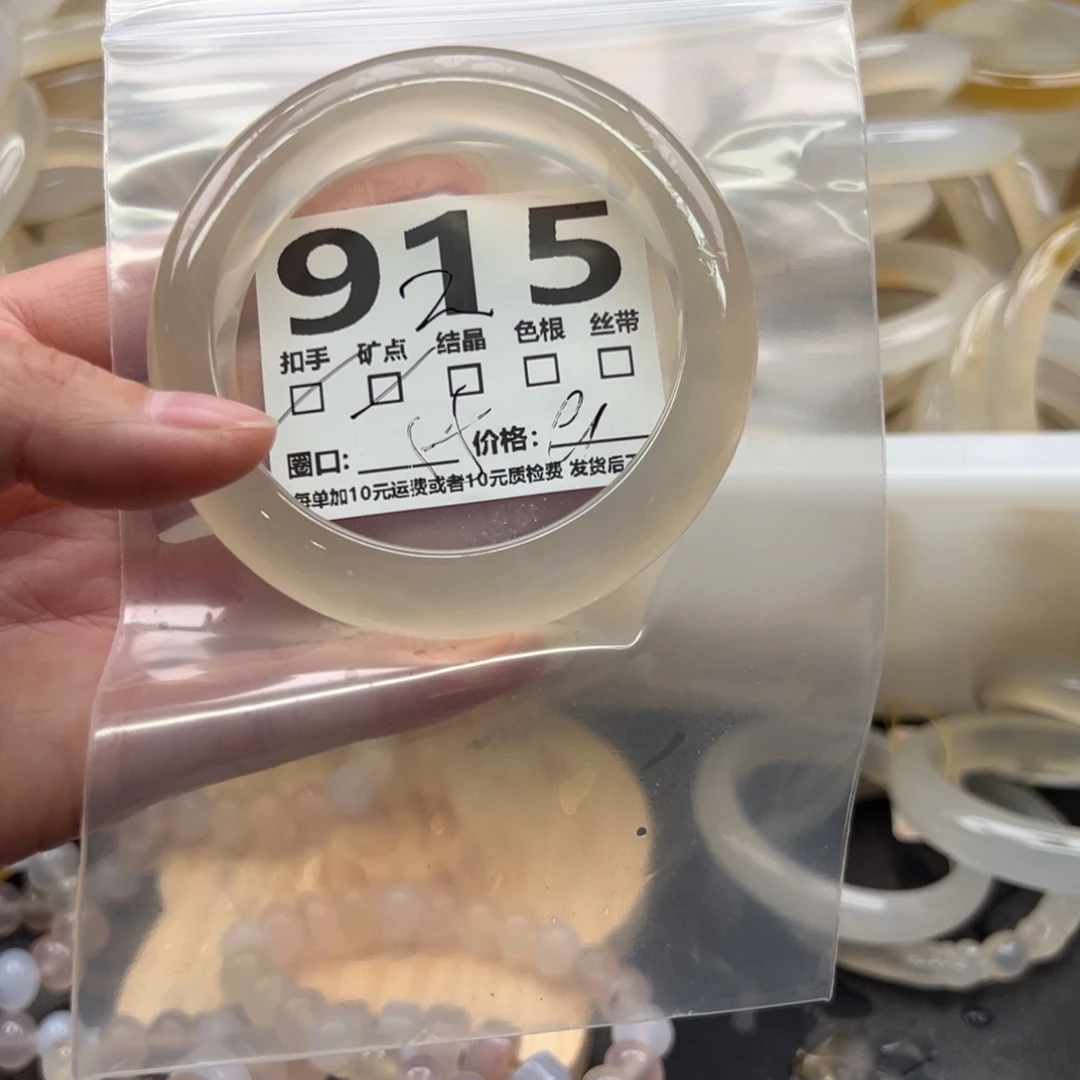 915
2
扣手 矿点 结晶 色根 丝带
圈口: 价格:
每单加10元运费或者10元质检费 发货后